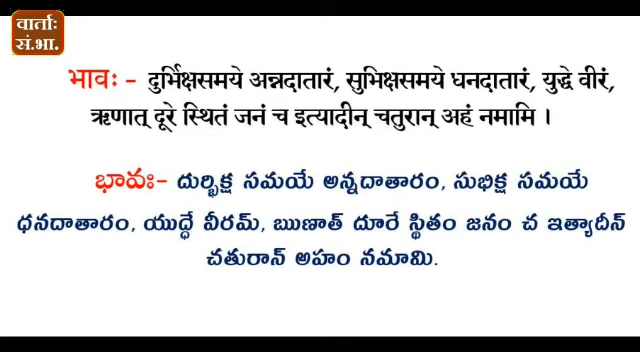 वार्ताः
सं.भा.
भावः - दुर्भिक्षसमये अन्नदातारं, सुभिक्षसमये धनदातारं, युद्धे वीरं,
ऋणात् दूरे स्थितं जनं च इत्यादीन् चतुरान् अहं नमामि ।
భావః- దుర్భిక్ష సమయే అన్నదాతారం, సుభిక్ష సమయే
ధనదాతారం, యుద్ధే వీరమ్, ఋణాత్ దూరే స్థితం జనం చ ఇత్యాదీన్
చతురాన్ అహం నమామి.